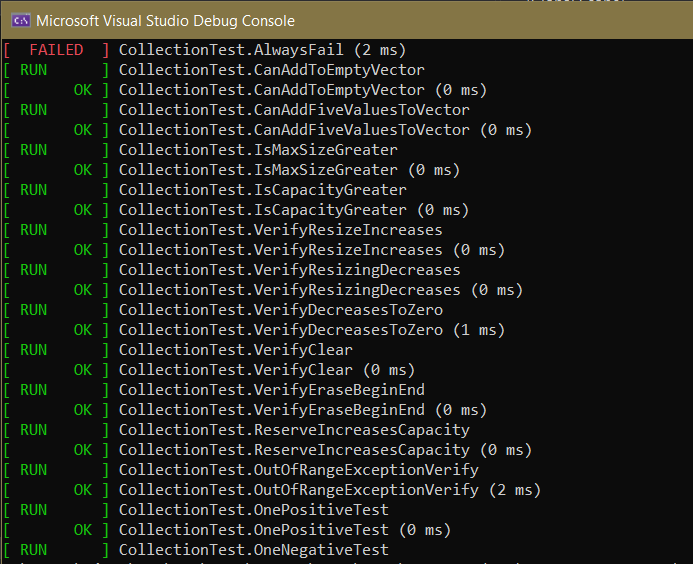 C:\ Microsoft Visual Studio Debug Console
[  FAILED  ] CollectionTest.AlwaysFail (2 ms)
[ RUN      ] CollectionTest.CanAddToEmptyVector
[       OK ] CollectionTest.CanAddToEmptyVector (0 ms)
[ RUN      ] CollectionTest.CanAddFiveValuesToVector
[       OK ] CollectionTest.CanAddFiveValuesToVector (0 ms)
[ RUN      ] CollectionTest.IsMaxSizeGreater
[       OK ] CollectionTest.IsMaxSizeGreater (0 ms)
[ RUN      ] CollectionTest.IsCapacityGreater
[       OK ] CollectionTest.IsCapacityGreater (0 ms)
[ RUN      ] CollectionTest.VerifyResizeIncreases
[       OK ] CollectionTest.VerifyResizeIncreases (0 ms)
[ RUN      ] CollectionTest.VerifyResizingDecreases
[       OK ] CollectionTest.VerifyResizingDecreases (0 ms)
[ RUN      ] CollectionTest.VerifyDecreasesToZero
[       OK ] CollectionTest.VerifyDecreasesToZero (1 ms)
[ RUN      ] CollectionTest.VerifyClear
[       OK ] CollectionTest.VerifyClear (0 ms)
[ RUN      ] CollectionTest.VerifyEraseBeginEnd
[       OK ] CollectionTest.VerifyEraseBeginEnd (0 ms)
[ RUN      ] CollectionTest.ReserveIncreasesCapacity
[       OK ] CollectionTest.ReserveIncreasesCapacity (0 ms)
[ RUN      ] CollectionTest.OutOfRangeExceptionVerify
[       OK ] CollectionTest.OutOfRangeExceptionVerify (2 ms)
[ RUN      ] CollectionTest.OnePositiveTest
[       OK ] CollectionTest.OnePositiveTest (0 ms)
[ RUN      ] CollectionTest.OneNegativeTest